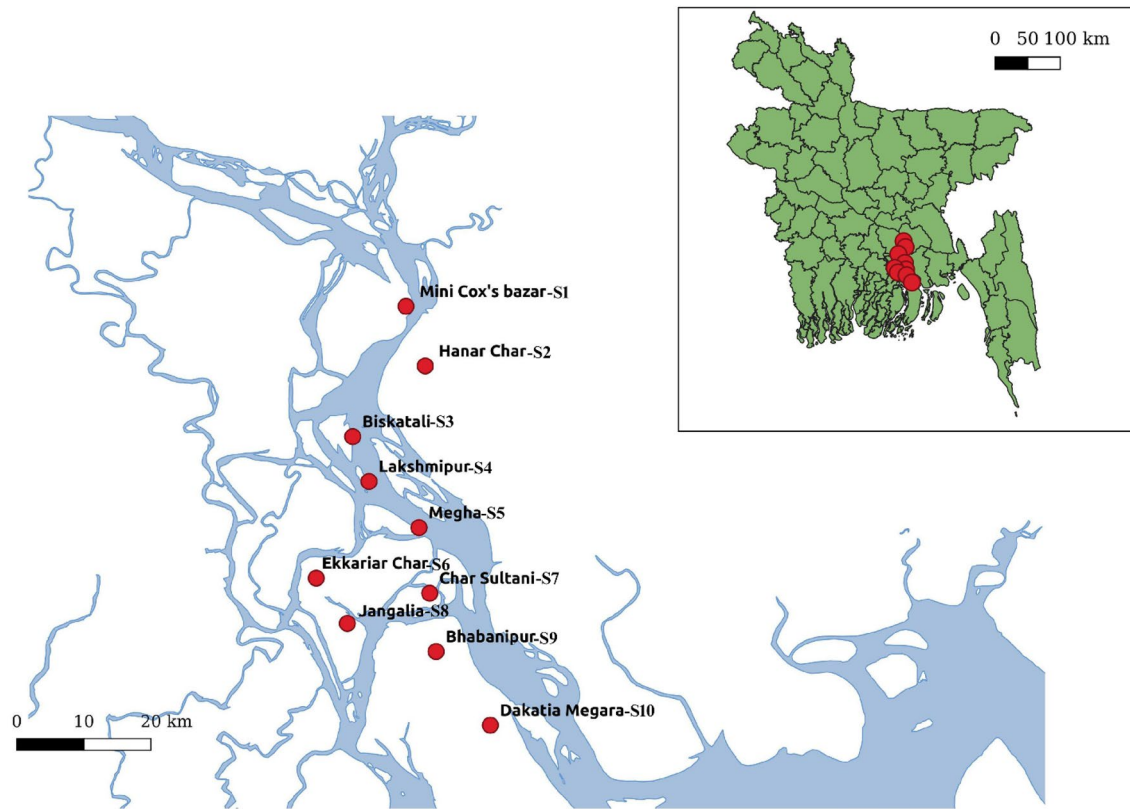 0 50 100 km
Mini Cox's bazar-S1
Hanar Char-S2
Biskatali-S3
Lakshmipur-S4
Megha-S5
Ekkariar Char-S6
Char Sultani-S7
Jangalia-S8
Bhabanipur-S9
Dakatia Megara-S10
0 10 20 km